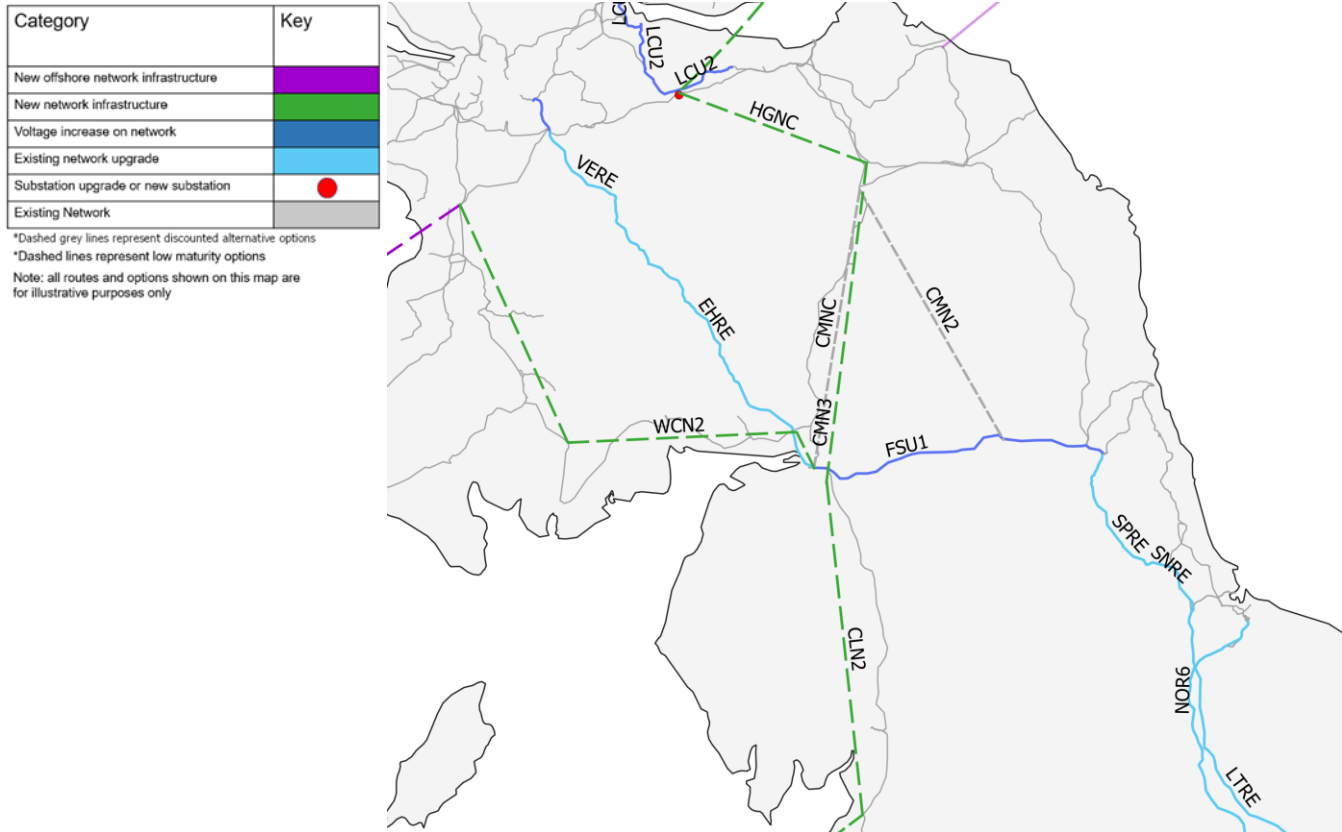 Category
Key
New offshore network infrastructure
New network infrastructure
Voltage increase on network
Existing network upgrade
Substation upgrade or new substation
Existing Network
*Dashed grey lines represent discounted alternative options
*Dashed lines represent low maturity options
Note: all routes and options shown on this map are
for illustrative purposes only
LCU2
LCU2
HGNC
VERE
EHRE
CMNC
CMN2
CMN3
WCN2
FSU1
SPRE
SNRE
CLN2
NOR6
LTRE